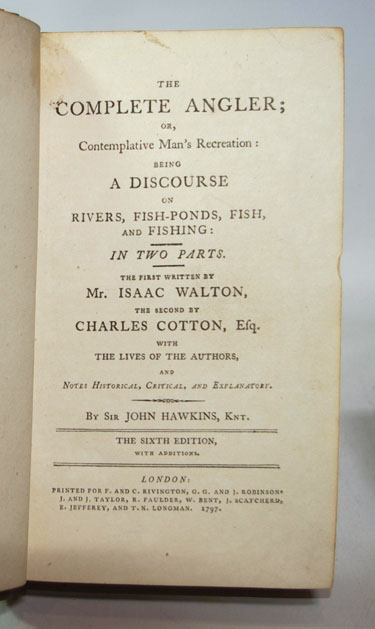 THE
COMPLETE ANGLER;
OR,
Contemplative Man's Recreation:
BEING
A DISCOURSE
ON
RIVERS, FISH-PONDS, FISH,
AND FISHING:
IN TWO PARTS.
THE FIRST WRITTEN BY
Mr. ISAAC WALTON,
THE SECOND BY
CHARLES COTTON, Eſq.
WITH
THE LIVES OF THE AUTHORS,
AND
NOTES HISTORICAL, CRITICAL, AND EXPLANATORY.
BY SIR JOHN HAWKINS, KNT.
THE SIXTH EDITION,
WITH ADDITIONS.
LONDON:
PRINTED FOR F. AND C. RIVINGTON, G. G. AND J. ROBINSON,
J. AND J. TAYLOR, R. FAULDER, W. BENT, J. SCATCHERD,
E. JEFFEREY, AND T. N. LONGMAN. 1797.